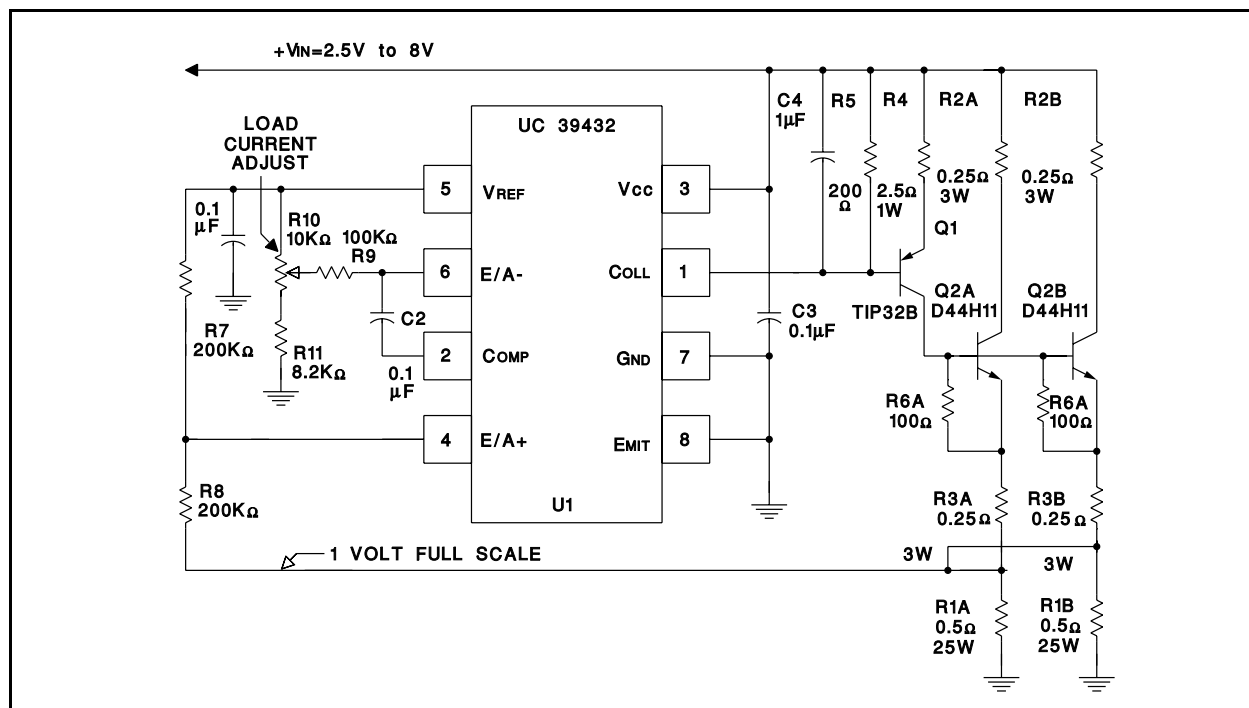 +VIN=2.5V to 8V
LOAD
CURRENT
ADJUST
UC 39432
C4
1µF
R5
R4
R2A
R2B
5
VREF
VCC
3
200
Ω
2.5Ω
1W
0.25Ω
3W
0.25Ω
3W
0.1
µF
R10
10KΩ
100KΩ
R9
6
E/A-
COLL
1
Q1
TIP32B
Q2A
D44H11
Q2B
D44H11
R7
200KΩ
R11
8.2KΩ
C2
0.1
µF
2
COMP
GND
7
C3
0.1µF
R6A
100Ω
R6A
100Ω
4
E/A+
EMIT
8
R8
200KΩ
U1
R3A
0.25Ω
3W
R3B
0.25Ω
3W
1 VOLT FULL SCALE
R1A
0.5Ω
25W
R1B
0.5Ω
25W